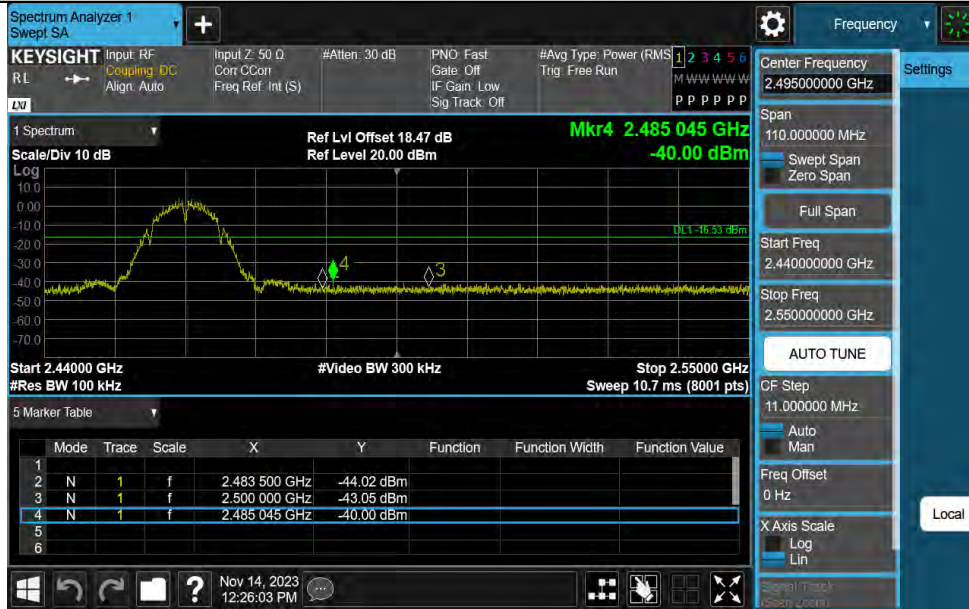 Spectrum Analyzer 1
Swept SA
+
Frequency
KEYSIGHT Input: RF Input Z: 50 Ω #Atten: 30 dB PNO: Fast #Avg Type: Power (RMS 1 2 3 4 5 6
RL Coupling: DC Corr CCorr Gate: Off Trig: Free Run
Align: Auto Freq Ref: Int (S) IF Gain: Low M W W W W W
LXI Sig Track: Off P P P P P P
1 Spectrum
Ref Lvl Offset 18.47 dB Mkr4 2.485 045 GHz
Scale/Div 10 dB Ref Level 20.00 dBm -40.00 dBm
Log
10.0
0.00
-10.0
DL1 -16.53 dBm
-20.0
-30.0
4 3
-40.0
-50.0
-60.0
-70.0
Start 2.44000 GHz #Video BW 300 kHz Stop 2.55000 GHz
#Res BW 100 kHz Sweep 10.7 ms (8001 pts)
5 Marker Table
Mode Trace Scale X Y Function Function Width Function Value
1
2 N 1 f 2.483 500 GHz -44.02 dBm
3 N 1 f 2.500 000 GHz -43.05 dBm
4 N 1 f 2.485 045 GHz -40.00 dBm
5
6
? Nov 14, 2023
12:26:03 PM
Center Frequency
2.495000000 GHz
Settings
Span
110.000000 MHz
Swept Span
Zero Span
Full Span
Start Freq
2.440000000 GHz
Stop Freq
2.550000000 GHz
AUTO TUNE
CF Step
11.000000 MHz
Auto
Man
Freq Offset
0 Hz
Local
X Axis Scale
Log
Lin
Signal Track
(Span Zoom)